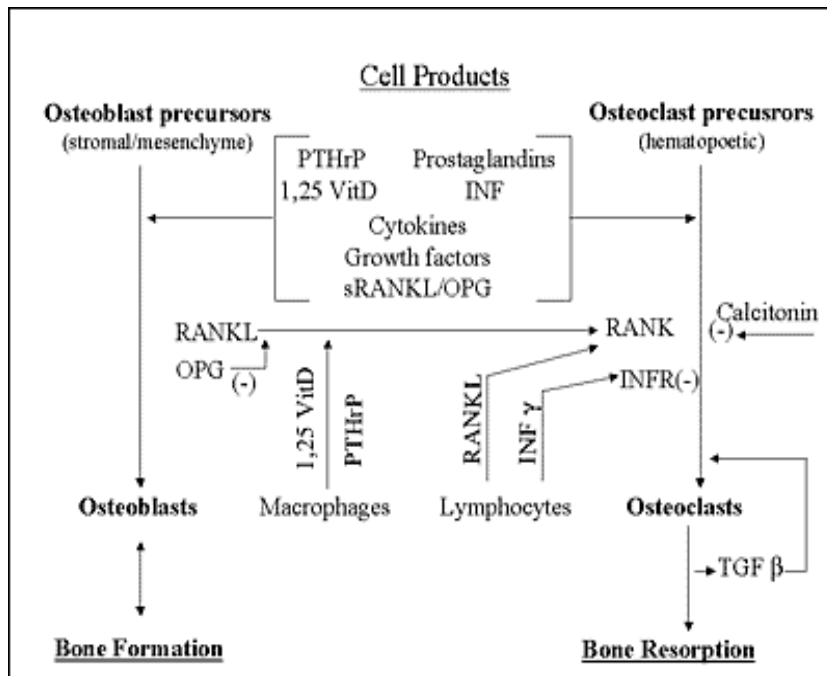 Cell Products
Osteoblast precursors
(stromal/mesenchyme)
Osteoclast precusrors
(hematopoetic)
PTHrP Prostaglandins
1,25 VitD INF
Cytokines
Growth factors
sRANKL/OPG
RANKL
RANK
(-)
Calcitonin
OPG
(-)
1,25 VitD
PTHrP
RANKL
INF γ
INFR(-)
Osteoblasts
Macrophages
Lymphocytes
Osteoclasts
TGF β
Bone Formation
Bone Resorption